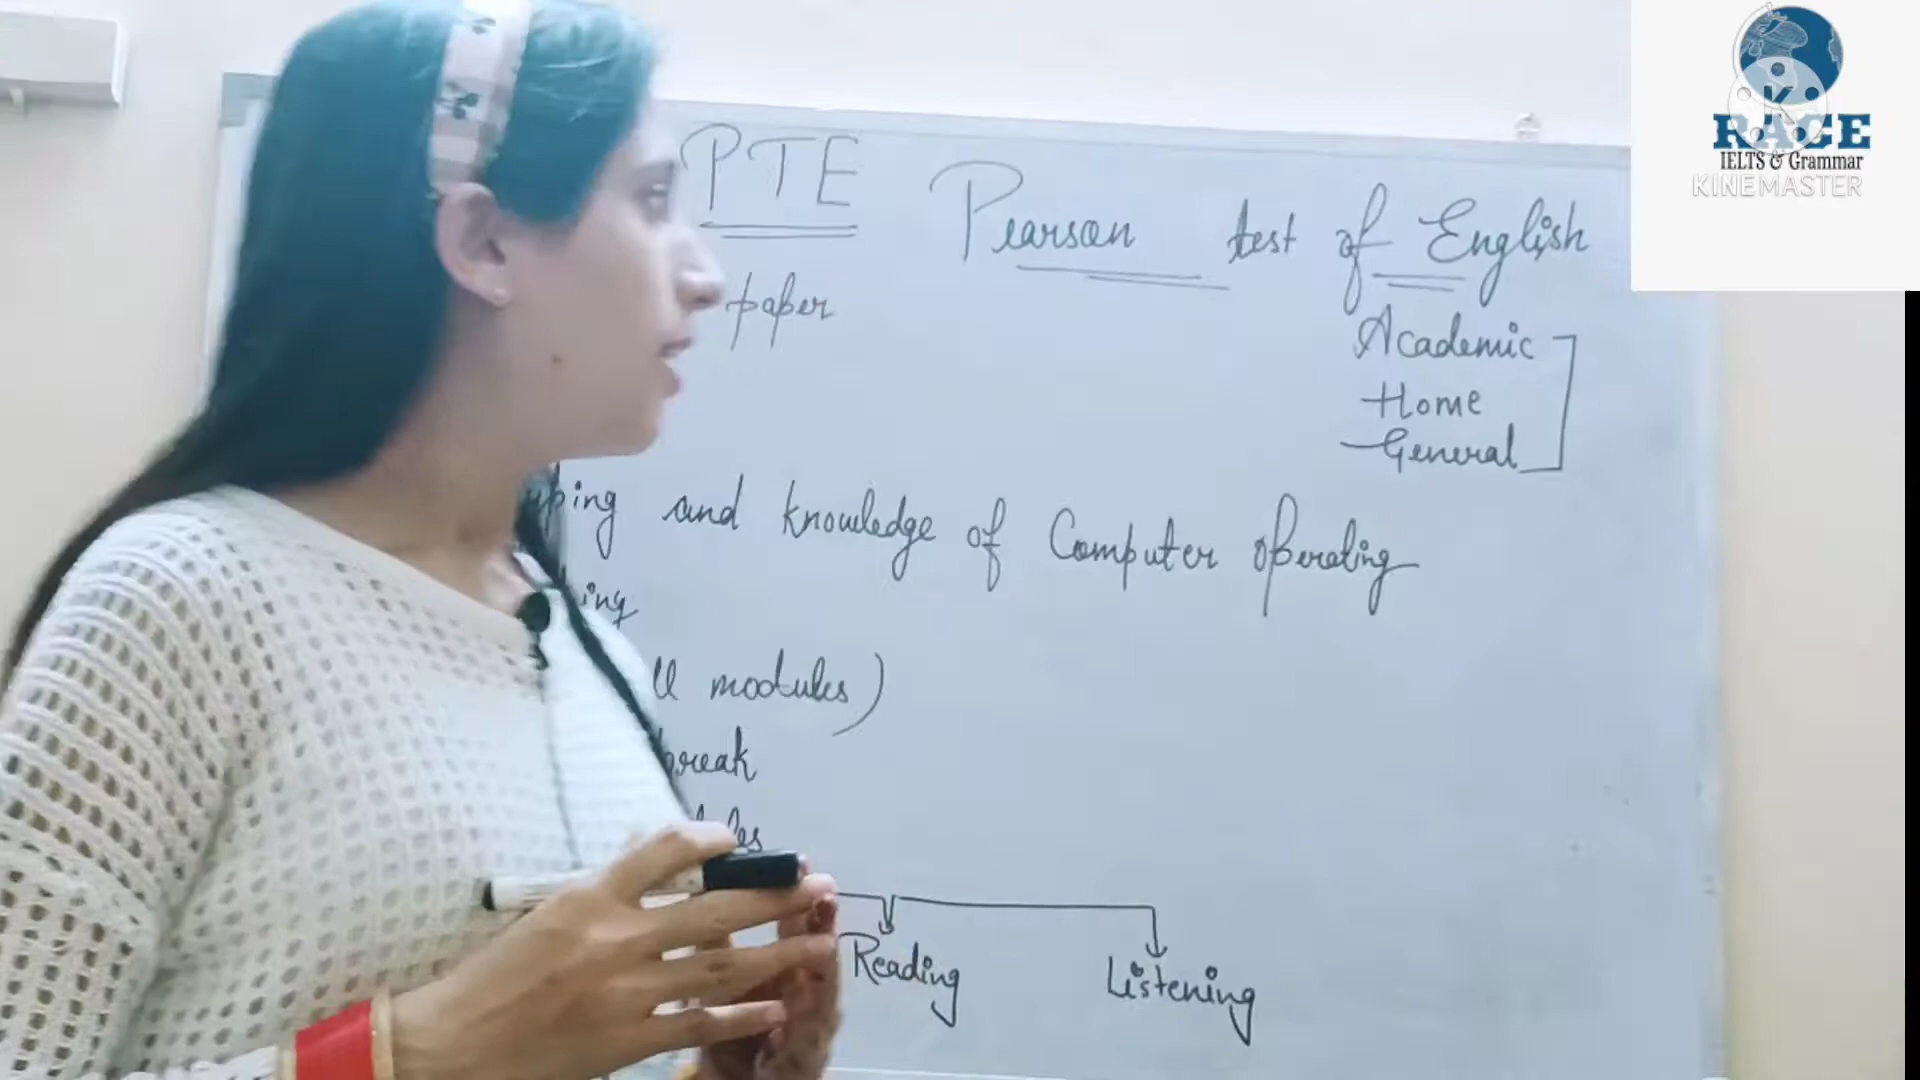 PTE Pearson test of English
paper
Academic
Home
General
and knowledge of Computer operating
modules)
break
Reading
Listening
RACE
IELTS & Grammar
KINEMASTER